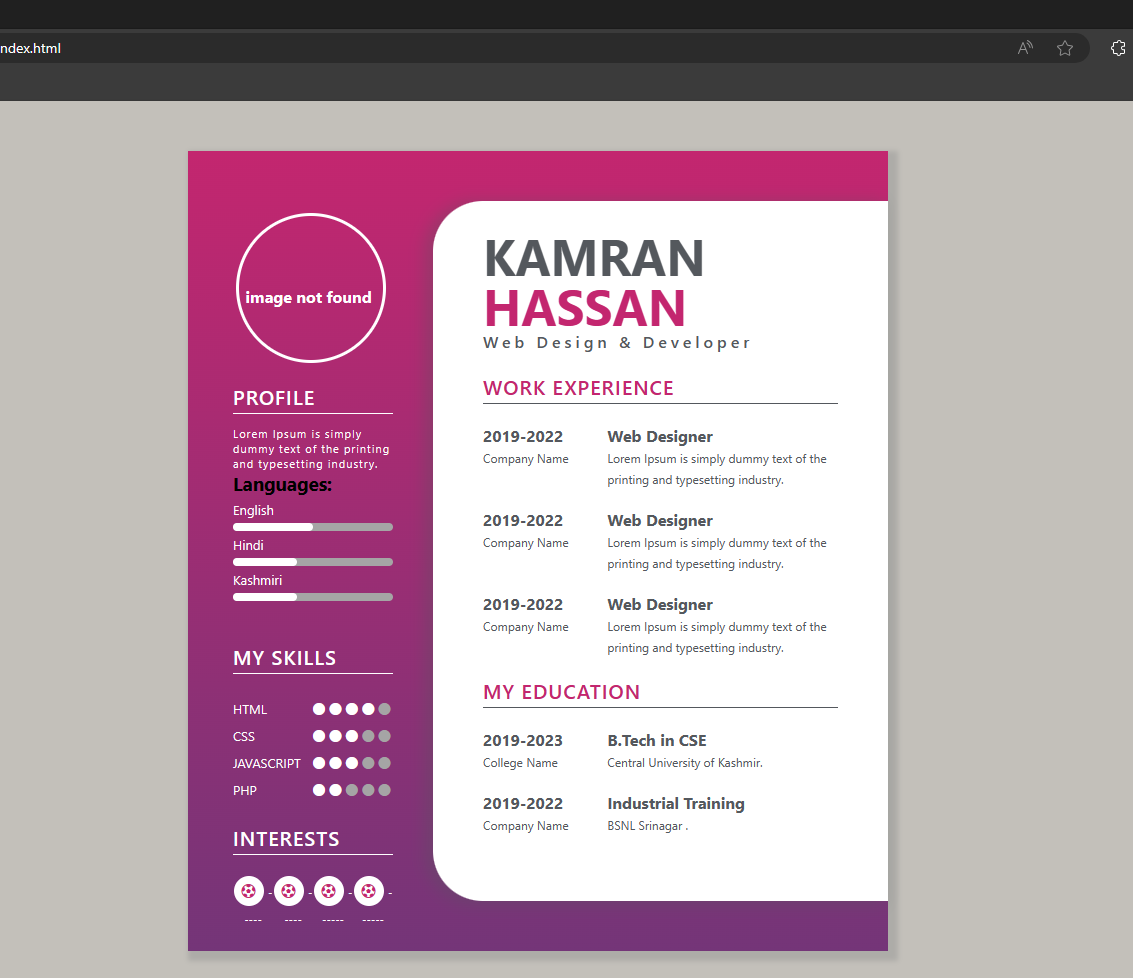 ndex.html
image not found
PROFILE
Lorem Ipsum is simply
dummy text of the printing
and typesetting industry.
Languages:
English
Hindi
Kashmiri
MY SKILLS
HTML
CSS
JAVASCRIPT
PHP
INTERESTS
- - - -
---- ---- ----- -----
KAMRAN
HASSAN
Web Design & Developer
WORK EXPERIENCE
2019-2022 Web Designer
Company Name Lorem Ipsum is simply dummy text of the
printing and typesetting industry.
2019-2022 Web Designer
Company Name Lorem Ipsum is simply dummy text of the
printing and typesetting industry.
2019-2022 Web Designer
Company Name Lorem Ipsum is simply dummy text of the
printing and typesetting industry.
MY EDUCATION
2019-2023 B.Tech in CSE
College Name Central University of Kashmir.
2019-2022 Industrial Training
Company Name BSNL Srinagar .